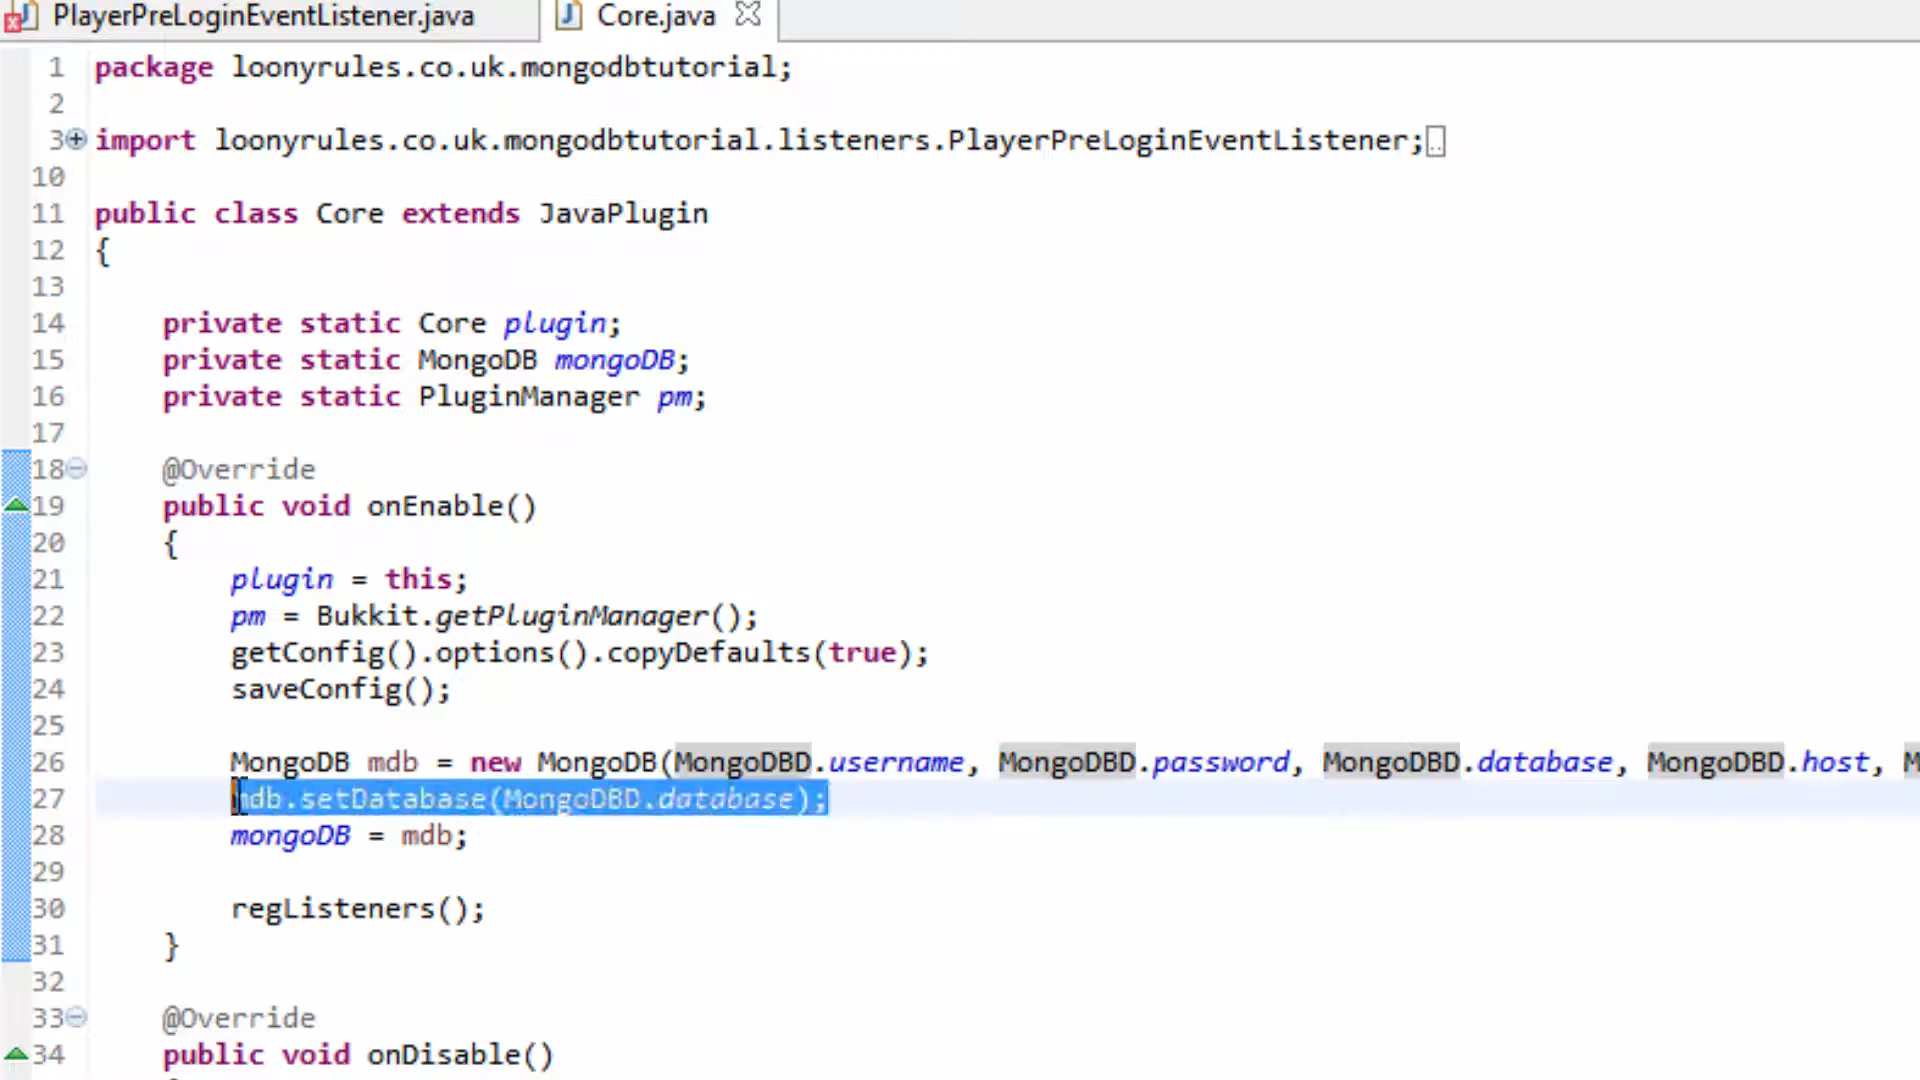 PlayerPreLoginEventListener.java Core.java
1 package loonyrules.co.uk.mongodbtutorial;
2
3 import loonyrules.co.uk.mongodbtutorial.listeners.PlayerPreLoginEventListener;
10
11 public class Core extends JavaPlugin
12 {
13
14 private static Core plugin;
15 private static MongoDB mongoDB;
16 private static PluginManager pm;
17
18 @Override
19 public void onEnable()
20 {
21 plugin = this;
22 pm = Bukkit.getPluginManager();
23 getConfig().options().copyDefaults(true);
24 saveConfig();
25
26 MongoDB mdb = new MongoDB(MongoDBD.username, MongoDBD.password, MongoDBD.database, MongoDBD.host, M
27 mdb.setDatabase(MongoDBD.database);
28 mongoDB = mdb;
29
30 regListeners();
31 }
32
33 @Override
34 public void onDisable()